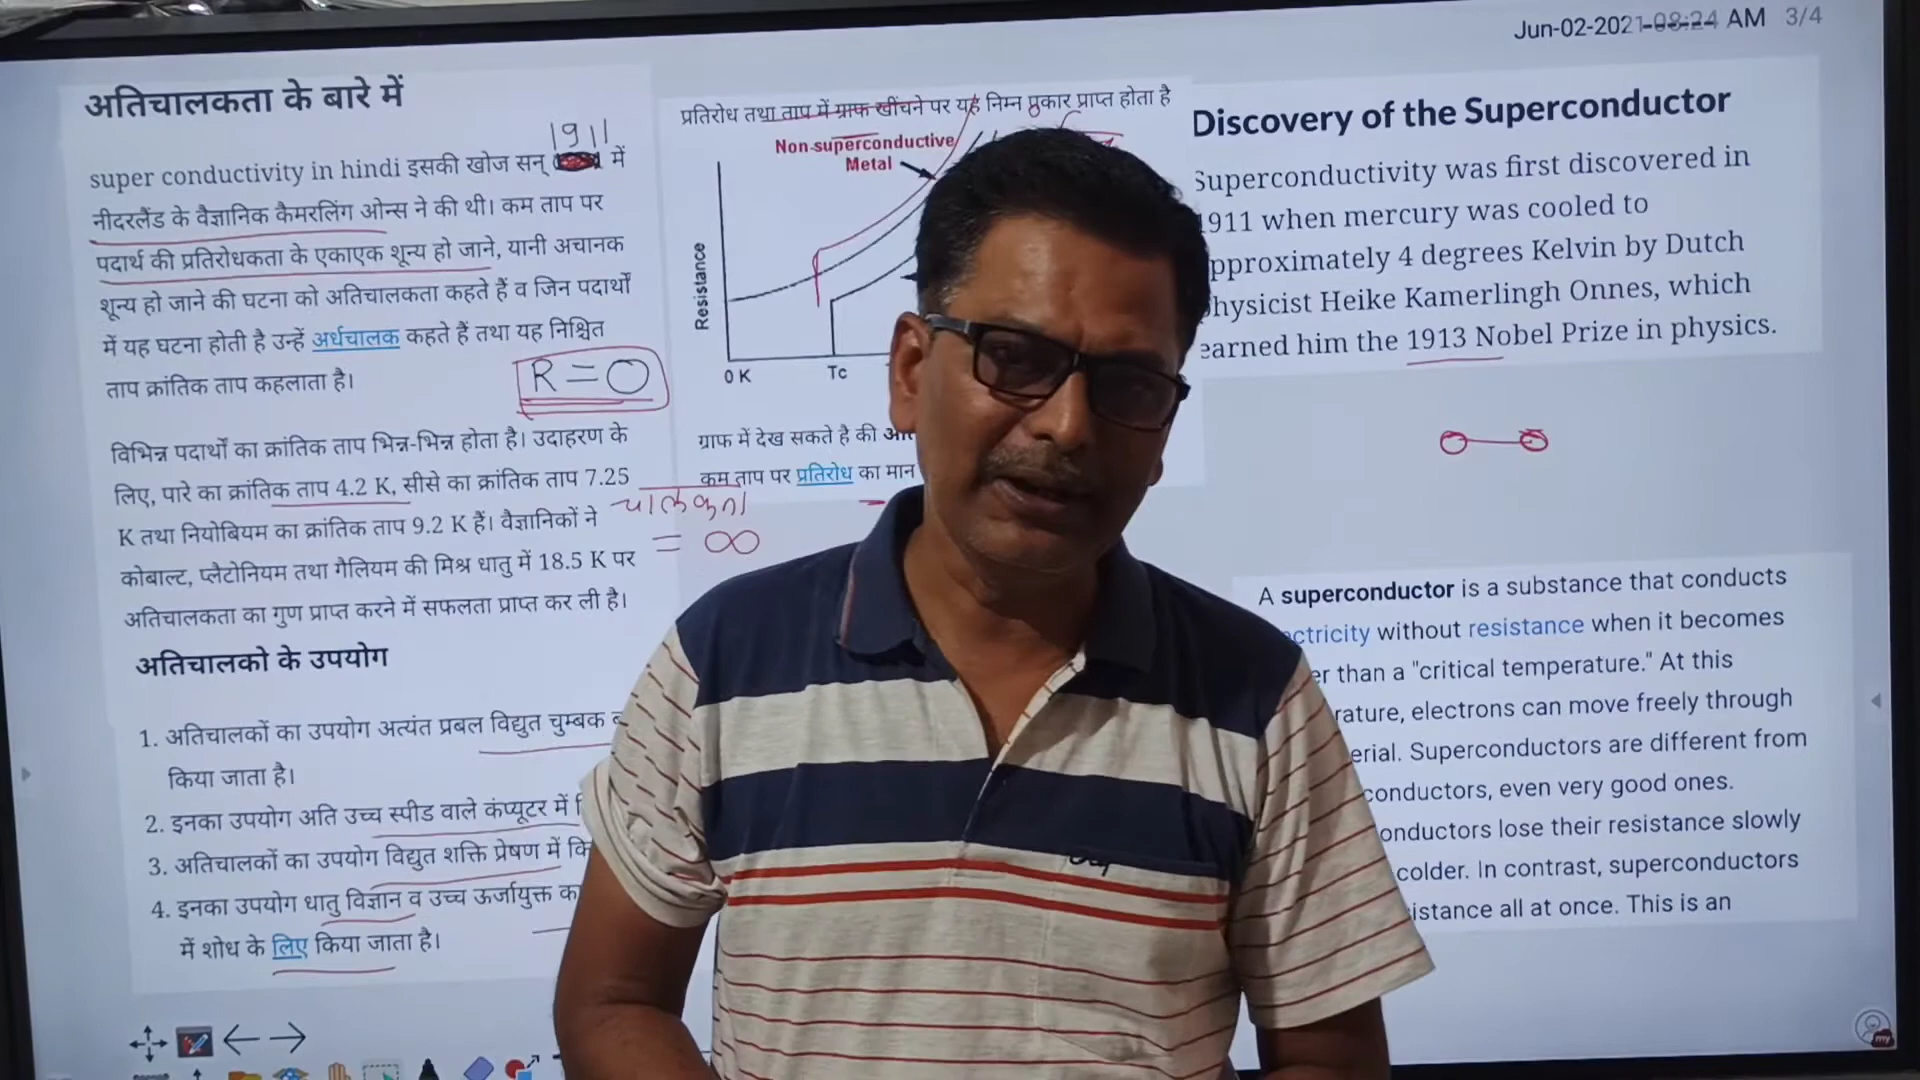 Jun-02-2021-08:24 AM 3/4
अतिचालकता के बारे में
1911
super conductivity in hindi इसकी खोज सन् में
नीदरलैंड के वैज्ञानिक कैमरलिंग ओन्स ने की थी। कम ताप पर
पदार्थ की प्रतिरोधकता के एकाएक शून्य हो जाने, यानी अचानक
शून्य हो जाने की घटना को अतिचालकता कहते हैं व जिन पदार्थों
में यह घटना होती है उन्हें अर्धचालक कहते हैं तथा यह निश्चित
ताप क्रांतिक ताप कहलाता है।
R = O
विभिन्न पदार्थों का क्रांतिक ताप भिन्न-भिन्न होता है। उदाहरण के
लिए, पारे का क्रांतिक ताप 4.2 K, सीसे का क्रांतिक ताप 7.25
K तथा नियोबियम का क्रांतिक ताप 9.2 K हैं। वैज्ञानिकों ने
कोबाल्ट, प्लैटोनियम तथा गैलियम की मिश्र धातु में 18.5 K पर
अतिचालकता का गुण प्राप्त करने में सफलता प्राप्त कर ली है।
अतिचालको के उपयोग
1. अतिचालकों का उपयोग अत्यंत प्रबल विद्युत चुम्बक
किया जाता है।
2. इनका उपयोग अति उच्च स्पीड वाले कंप्यूटर में
3. अतिचालकों का उपयोग विद्युत शक्ति प्रेषण में
4. इनका उपयोग धातु विज्ञान व उच्च ऊर्जायुक्त
में शोध के लिए किया जाता है।
प्रतिरोध तथा ताप में ग्राफ खींचने पर यह निम्न प्रकार प्राप्त होता है
Non-superconductive
Metal
Resistance
0 K Tc
ग्राफ में देख सकते है की
कम ताप पर प्रतिरोध का मान
चालकता
= ∞
Discovery of the Superconductor
Superconductivity was first discovered in
1911 when mercury was cooled to
approximately 4 degrees Kelvin by Dutch
physicist Heike Kamerlingh Onnes, which
earned him the 1913 Nobel Prize in physics.
A superconductor is a substance that conducts
ctricity without resistance when it becomes
er than a "critical temperature." At this
rature, electrons can move freely through
erial. Superconductors are different from
conductors, even very good ones.
onductors lose their resistance slowly
colder. In contrast, superconductors
istance all at once. This is an
my